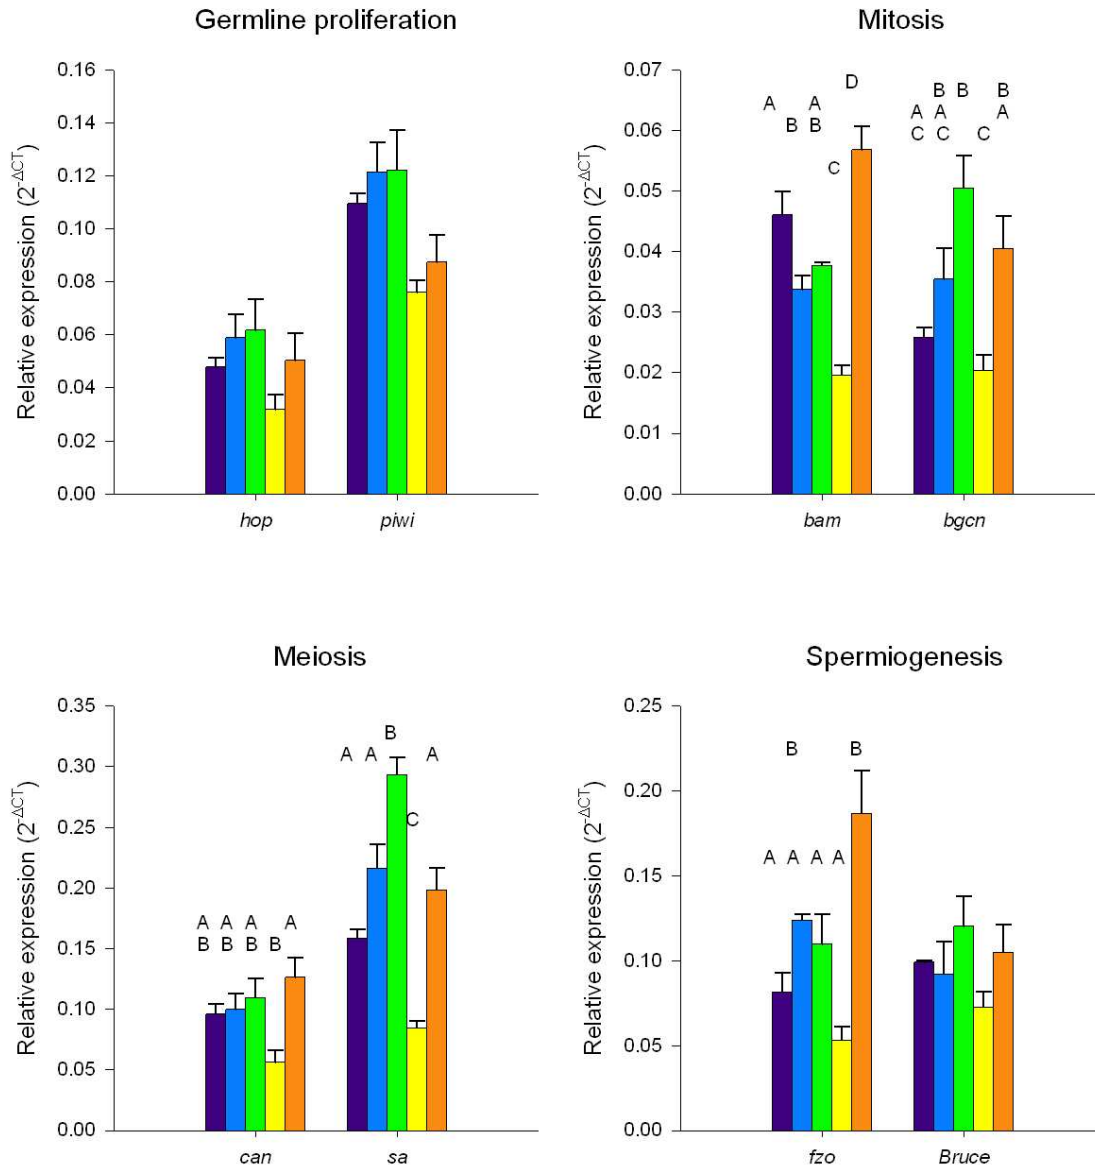 Germline proliferation
Relative expression (2^-ΔCT)
0.16
0.14
0.12
0.10
0.08
0.06
0.04
0.02
0.00
hop piwi
Mitosis
Relative expression (2^-ΔCT)
0.07
0.06
0.05
0.04
0.03
0.02
0.01
0.00
D
A A B B B
B B A A A
C C C C
bam bgcn
Meiosis
Relative expression (2^-ΔCT)
0.35
0.30
0.25
0.20
0.15
0.10
0.05
0.00
B
A A A
C
A A A A
B B B B
can sa
Spermiogenesis
Relative expression (2^-ΔCT)
0.25
0.20
0.15
0.10
0.05
0.00
B B
A A A A
fzo Bruce